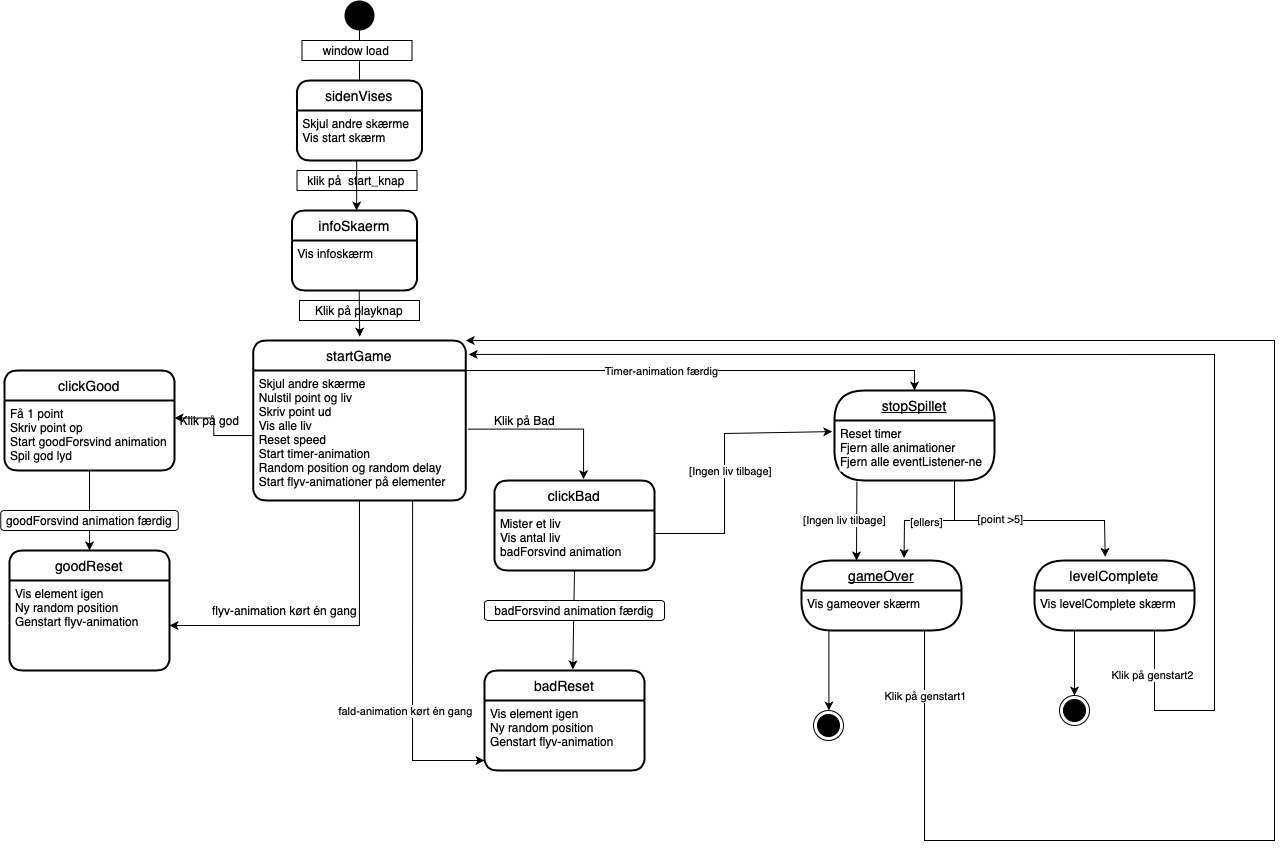 window load
sidenVises
Skjul andre skærme
Vis start skærm
klik på  start_knap
infoSkaerm
Vis infoskærm
Klik på playknap
startGame
Skjul andre skærme
Nulstil point og liv
Skriv point ud
Vis alle liv
Reset speed
Start timer-animation
Random position og random delay
Start flyv-animationer på elementer
clickGood
Få 1 point
Skriv point op
Start goodForsvind animation
Spil god lyd
Klik på god
goodForsvind animation færdig
goodReset
Vis element igen
Ny random position
Genstart flyv-animation
flyv-animation kørt én gang
Klik på Bad
clickBad
Mister et liv
Vis antal liv
badForsvind animation
badForsvind animation færdig
fald-animation kørt én gang
badReset
Vis element igen
Ny random position
Genstart flyv-animation
Timer-animation færdig
[Ingen liv tilbage]
stopSpillet
Reset timer
Fjern alle animationer
Fjern alle eventListener-ne
[Ingen liv tilbage]
[ellers]
[point >5]
gameOver
Vis gameover skærm
levelComplete
Vis levelComplete skærm
Klik på genstart1
Klik på genstart2